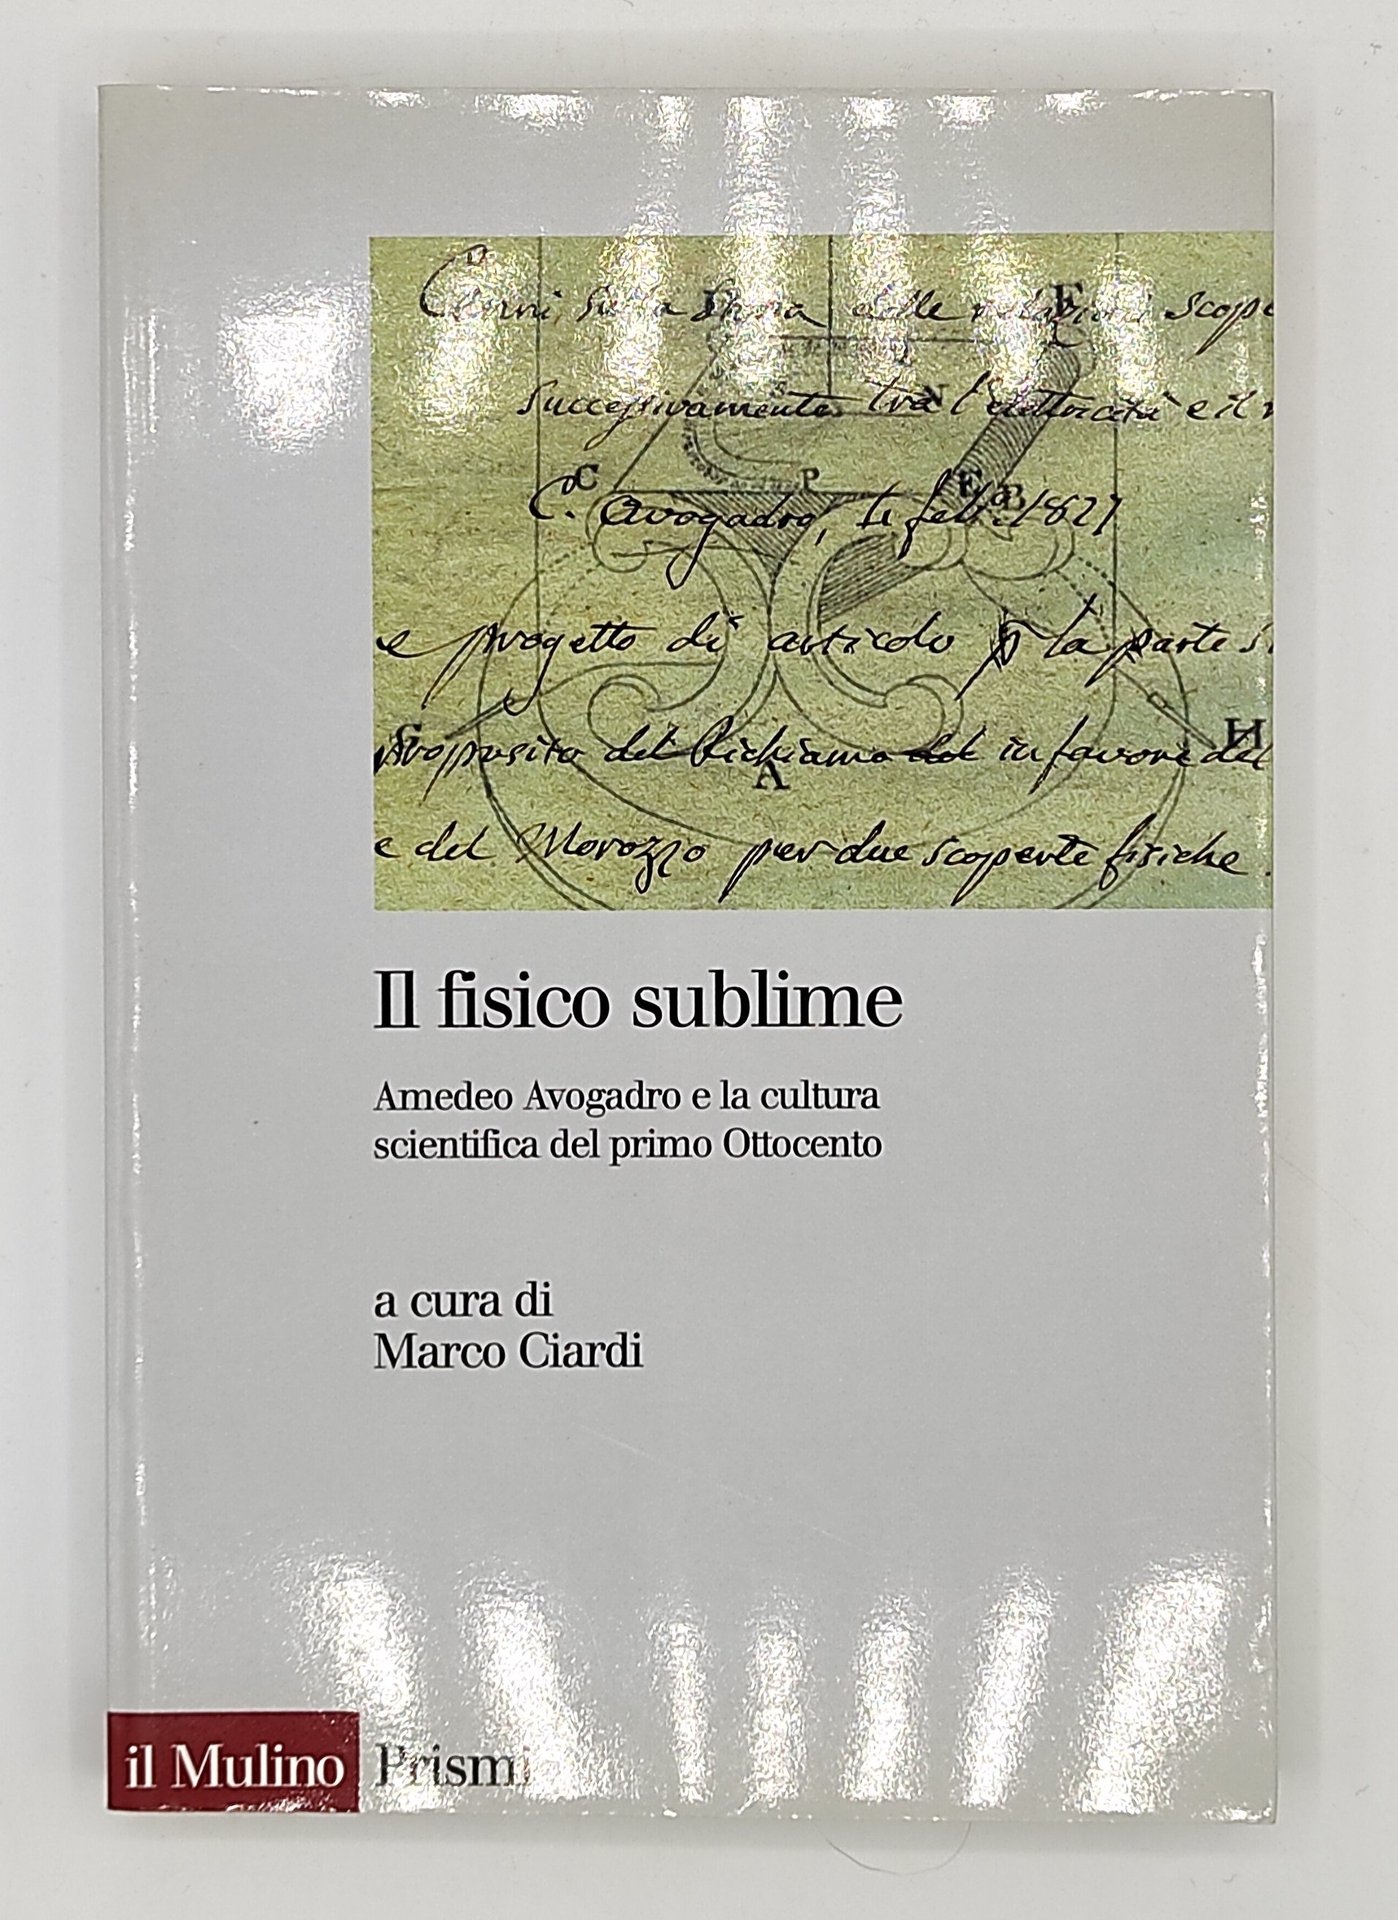 Cenni sulla storia delle relazioni scope
successivamente tra l'elettricità e il
C. Avogadro, li febb. 1827
e progetto di articolo la parte
proposito del Richiamo del in favore del
e del Morozzo per due scoperte fisiche.
F
N
C P E B
G H
A
Il fisico sublime
Amedeo Avogadro e la cultura
scientifica del primo Ottocento
a cura di
Marco Ciardi
il Mulino Prismi